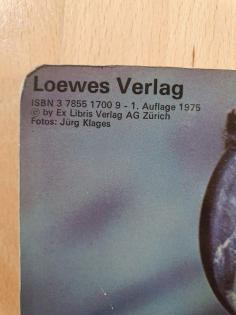 Loewes Verlag
ISBN 3 7855 1700 9 - 1. Auflage 1975
© by Ex Libris Verlag AG Zürich
Fotos: Jürg Klages